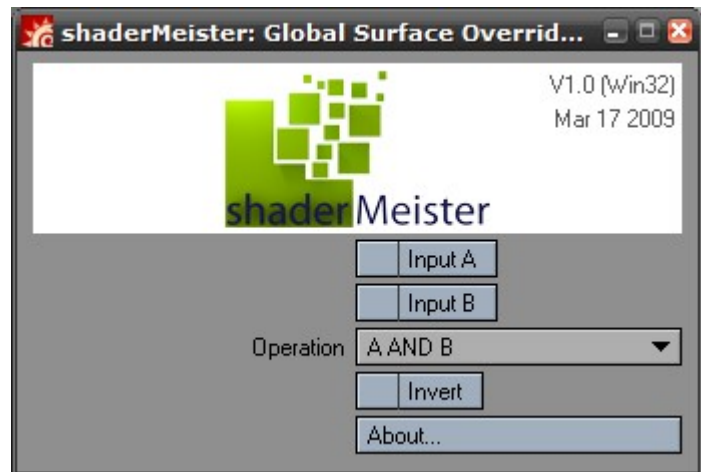 shaderMeister: Global Surface Overrid...
V1.0 (Win32)
Mar 17 2009
shaderMeister
Input A
Input B
Operation A AND B
Invert
About...